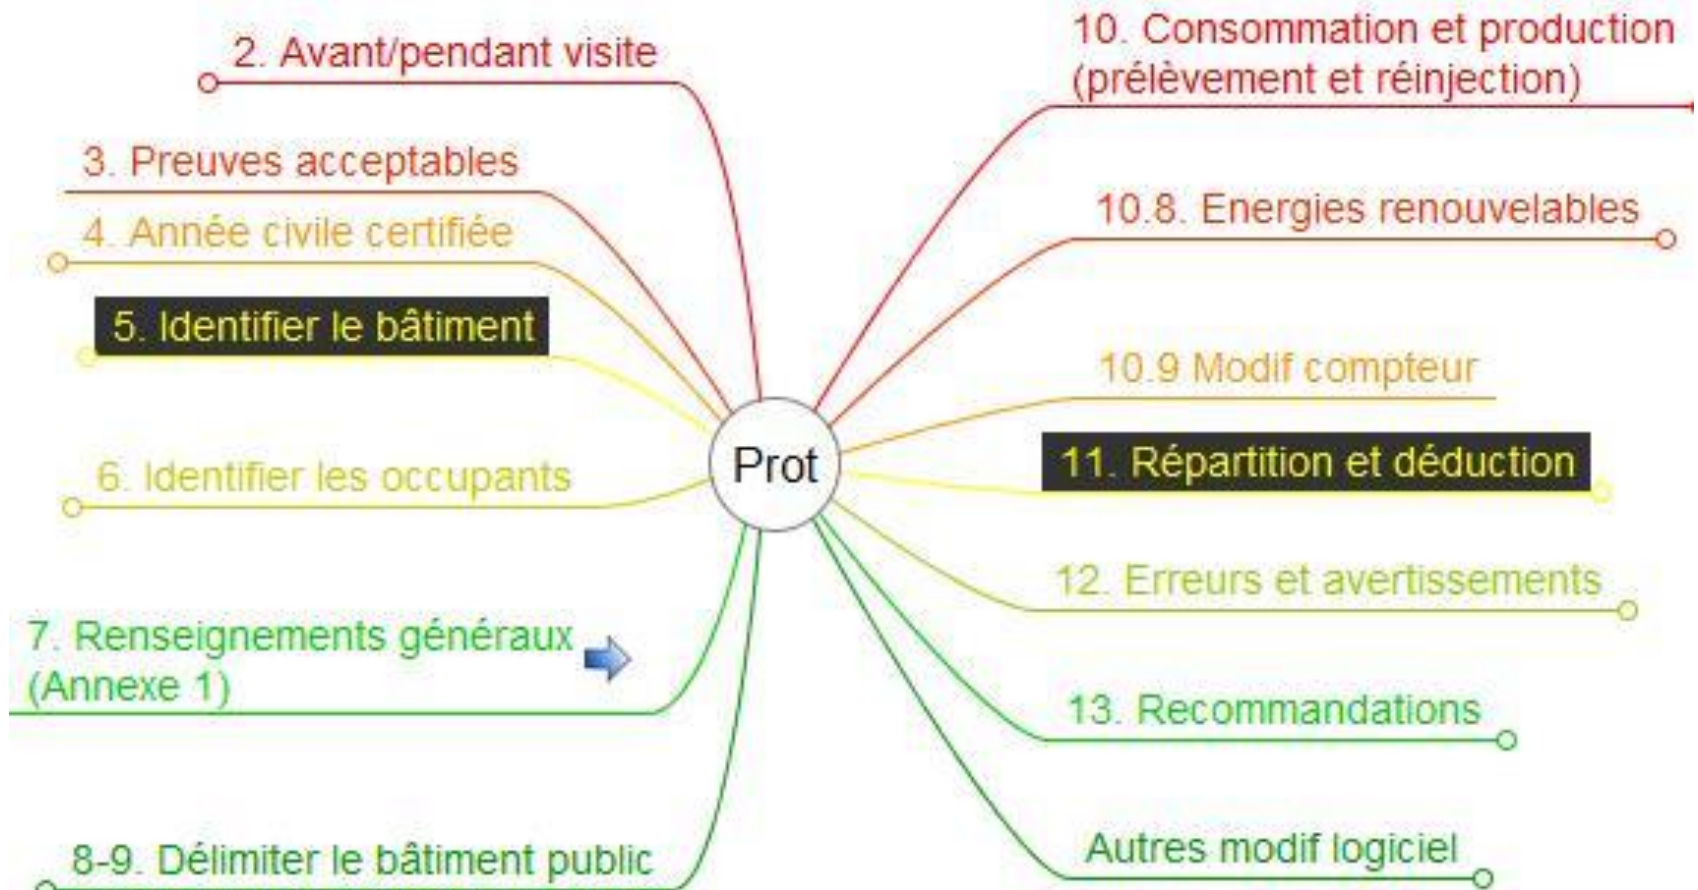 2. Avant/pendant visite
3. Preuves acceptables
4. Année civile certifiée
5. Identifier le bâtiment
6. Identifier les occupants
7. Renseignements généraux
(Annexe 1)
8-9. Délimiter le bâtiment public
Prot
10. Consommation et production
(prélèvement et réinjection)
10.8. Energies renouvelables
10.9 Modif compteur
11. Répartition et déduction
12. Erreurs et avertissements
13. Recommandations
Autres modif logiciel